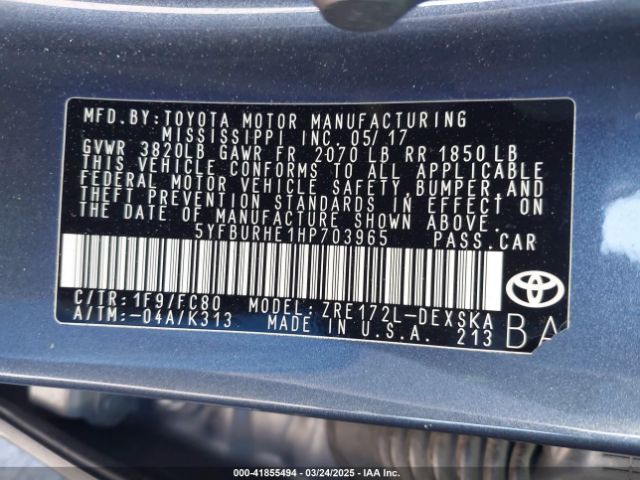 MFD.BY:TOYOTA MOTOR MANUFACTURING
MISSISSIPPI INC.05/17
GVWR 3820LB GAWR FR 2070 LB RR 1850 LB
THIS VEHICLE CONFORMS TO ALL APPLICABLE
FEDERAL MOTOR VEHICLE SAFETY, BUMPER, AND
THEFT PREVENTION STANDARDS IN EFFECT ON
THE DATE OF MANUFACTURE SHOWN ABOVE.
5YFBURHE1HP703965 PASS.CAR
C/TR:1F9/FC80 MODEL:ZRE172L-DEXSKA
A/TM:-04A/K313 MADE IN U.S.A. 213
BA
000-41855494 - 03/24/2025 - IAA Inc.